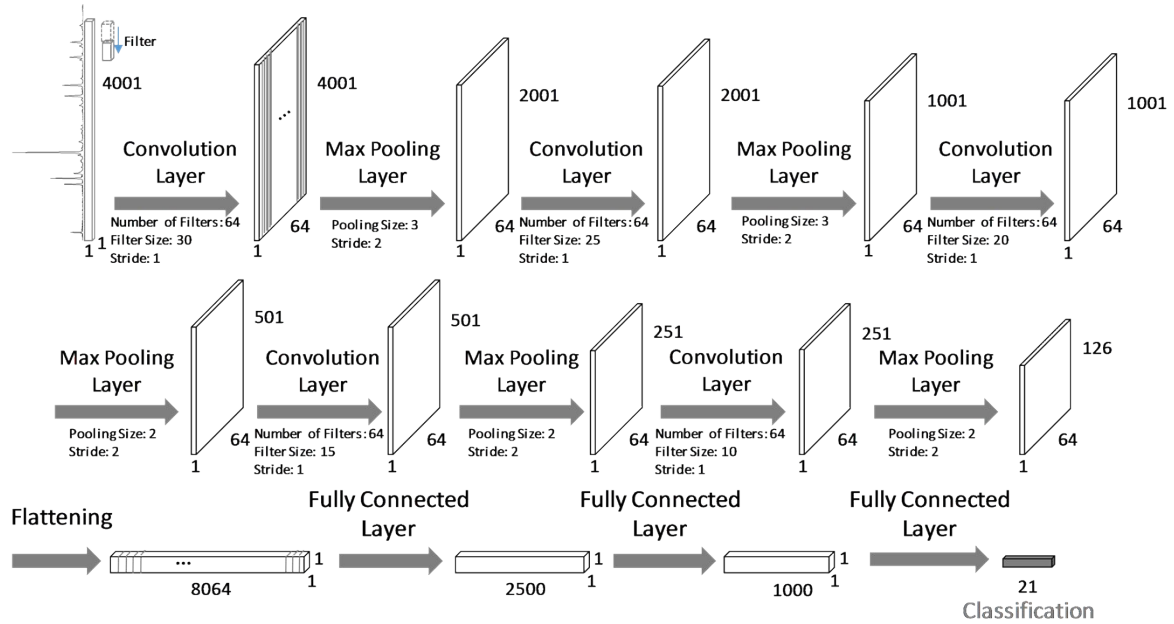 Filter
4001
4001
2001
2001
1001
1001
Convolution
Layer
Max Pooling
Layer
Convolution
Layer
Max Pooling
Layer
Convolution
Layer
Number of Filters: 64
Filter Size: 30
Stride: 1
Pooling Size: 3
Stride: 2
Number of Filters: 64
Filter Size: 25
Stride: 1
Pooling Size: 3
Stride: 2
Number of Filters: 64
Filter Size: 20
Stride: 1
1
1
64
1
64
1
64
1
64
1
64
1
501
501
251
251
126
Max Pooling
Layer
Convolution
Layer
Max Pooling
Layer
Convolution
Layer
Max Pooling
Layer
Pooling Size: 2
Stride: 2
Number of Filters: 64
Filter Size: 15
Stride: 1
Pooling Size: 2
Stride: 2
Number of Filters: 64
Filter Size: 10
Stride: 1
Pooling Size: 2
Stride: 2
64
1
64
1
64
1
64
1
64
1
Flattening
Fully Connected
Layer
Fully Connected
Layer
Fully Connected
Layer
...
1
1
8064
1
1
2500
1
1
1000
21
Classification